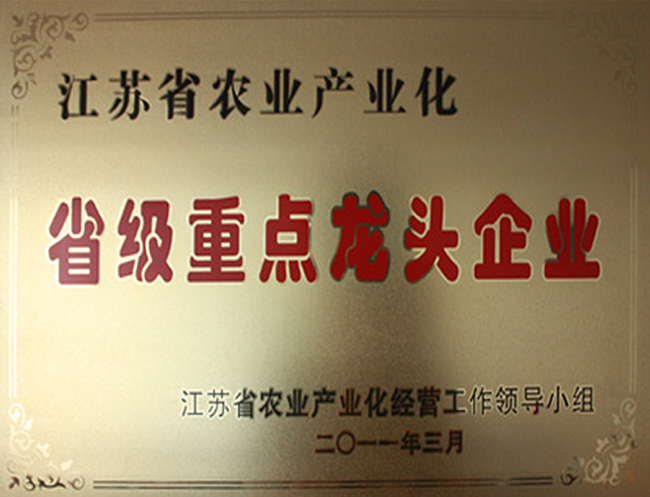 江苏省农业产业化
省级重点龙头企业
江苏省农业产业化经营工作领导小组
二〇一一年三月